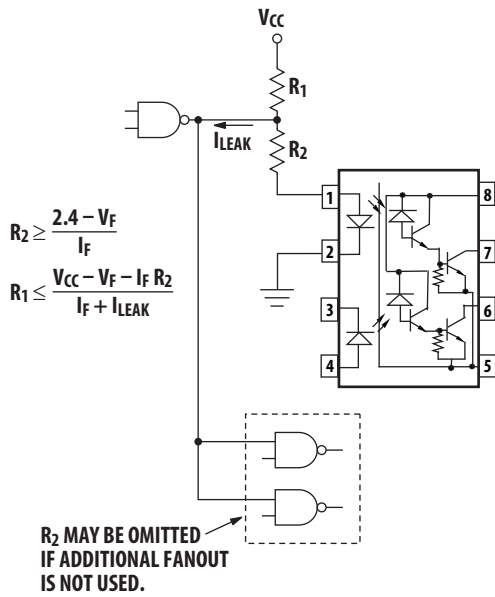 VCC
R1
ILEAK
R2
1
8
R2 ≥ 2.4 – VF
IF
2
7
R1 ≤ VCC – VF – IF R2
IF + ILEAK
3
6
4
5
R2 MAY BE OMITTED
IF ADDITIONAL FANOUT
IS NOT USED.